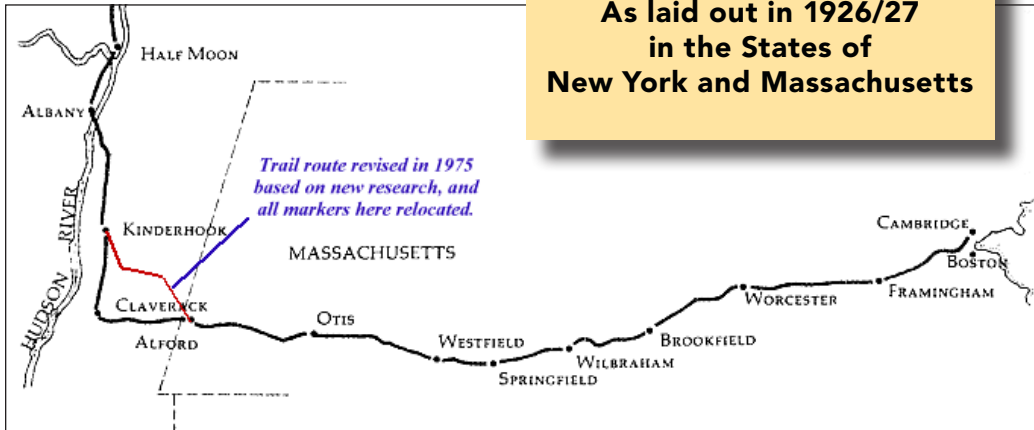 As laid out in 1926/27
in the States of
New York and Massachusetts
HALF MOON
ALBANY
Trail route revised in 1975
based on new research, and
all markers here relocated.
HUDSON RIVER
KINDERHOOK
MASSACHUSETTS
CLAVERACK
ALFORD
OTIS
WESTFIELD
SPRINGFIELD
WILBRAHAM
BROOKFIELD
WORCESTER
FRAMINGHAM
CAMBRIDGE
BOSTON